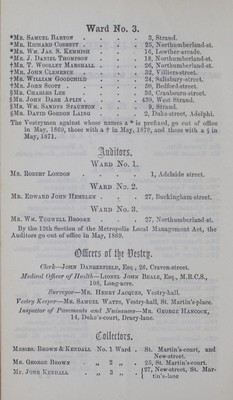 Ward No. 3.
*Mr. Samuel Barton . . . 3, Strand.
*Mr. Richard Corbett . . . 25, Northumberland-st.
*Mr. Wm. Jas. S. Kemmish . . 16, Lowther-arcade.
*Mr. J. Daniel Thompson . . 18, Northumberland-st.
†Mr. T. Woolley Marshall . . 26, Northumberland-st.
†Mr. John Clemence . . . 32, Villiers-street.
†Mr. William Goodchild . . 24, Salisbury-street.
†Mr. John Scott . . . 50, Bedford-street.
§Mr. Charles Lee . . . 30, Cranbourn-street.
§Mr. John Dare Aplin . . . 430, West Strand.
§Mr. Wm. Sampson Staunton . . 9, Strand.
§Mr. David Gordon Laing . . 2, Duke-street, Adelphi.
The Vestrymen against whose names a * is prefixed, go out of office
in May, 1869, those with a † in May, 1870, and those with a § in
May, 1871.
Auditors.
Ward No. 1.
Mr. Robert London . . . 1, Adelaide street.
Ward No. 2.
Mr. Edward John Hemelen . . 27, Buckingham-street.
Ward No. 3.
Mr. Wm. Tugwell Brooke . . 27, Northumberland-st.
By the 12th Section of the Metropolis Local Management Act, the
Auditors go out of office in May, 1869.
Officers of the Vestry.
Clerk—John Dangerfield, Esq., 26, Craven-street.
Medical Officer of Health—Lionel John Beale, Esq., M.R.C.S.,
108, Long-acre.
Surveyor—Mr. Henry Jacques, Vestry-hall.
Vestry Keeper—Mr. Samuel Watts, Vestry-hall, St. Martin's-place.
Inspector of Pavements and Nuisances—Mr. George Hancock,
14, Duke's-court, Drury-lane.
Collectors.
Messrs. Brown & Kendall No. 1 Ward . St. Martin's-court, and
New-street.
Mr. George Brown „ 2 „ . 25, St. Martin's-court.
Mr. John Kendall „ 3 „ . 27, New-street, St. Mar-
tin's-lane